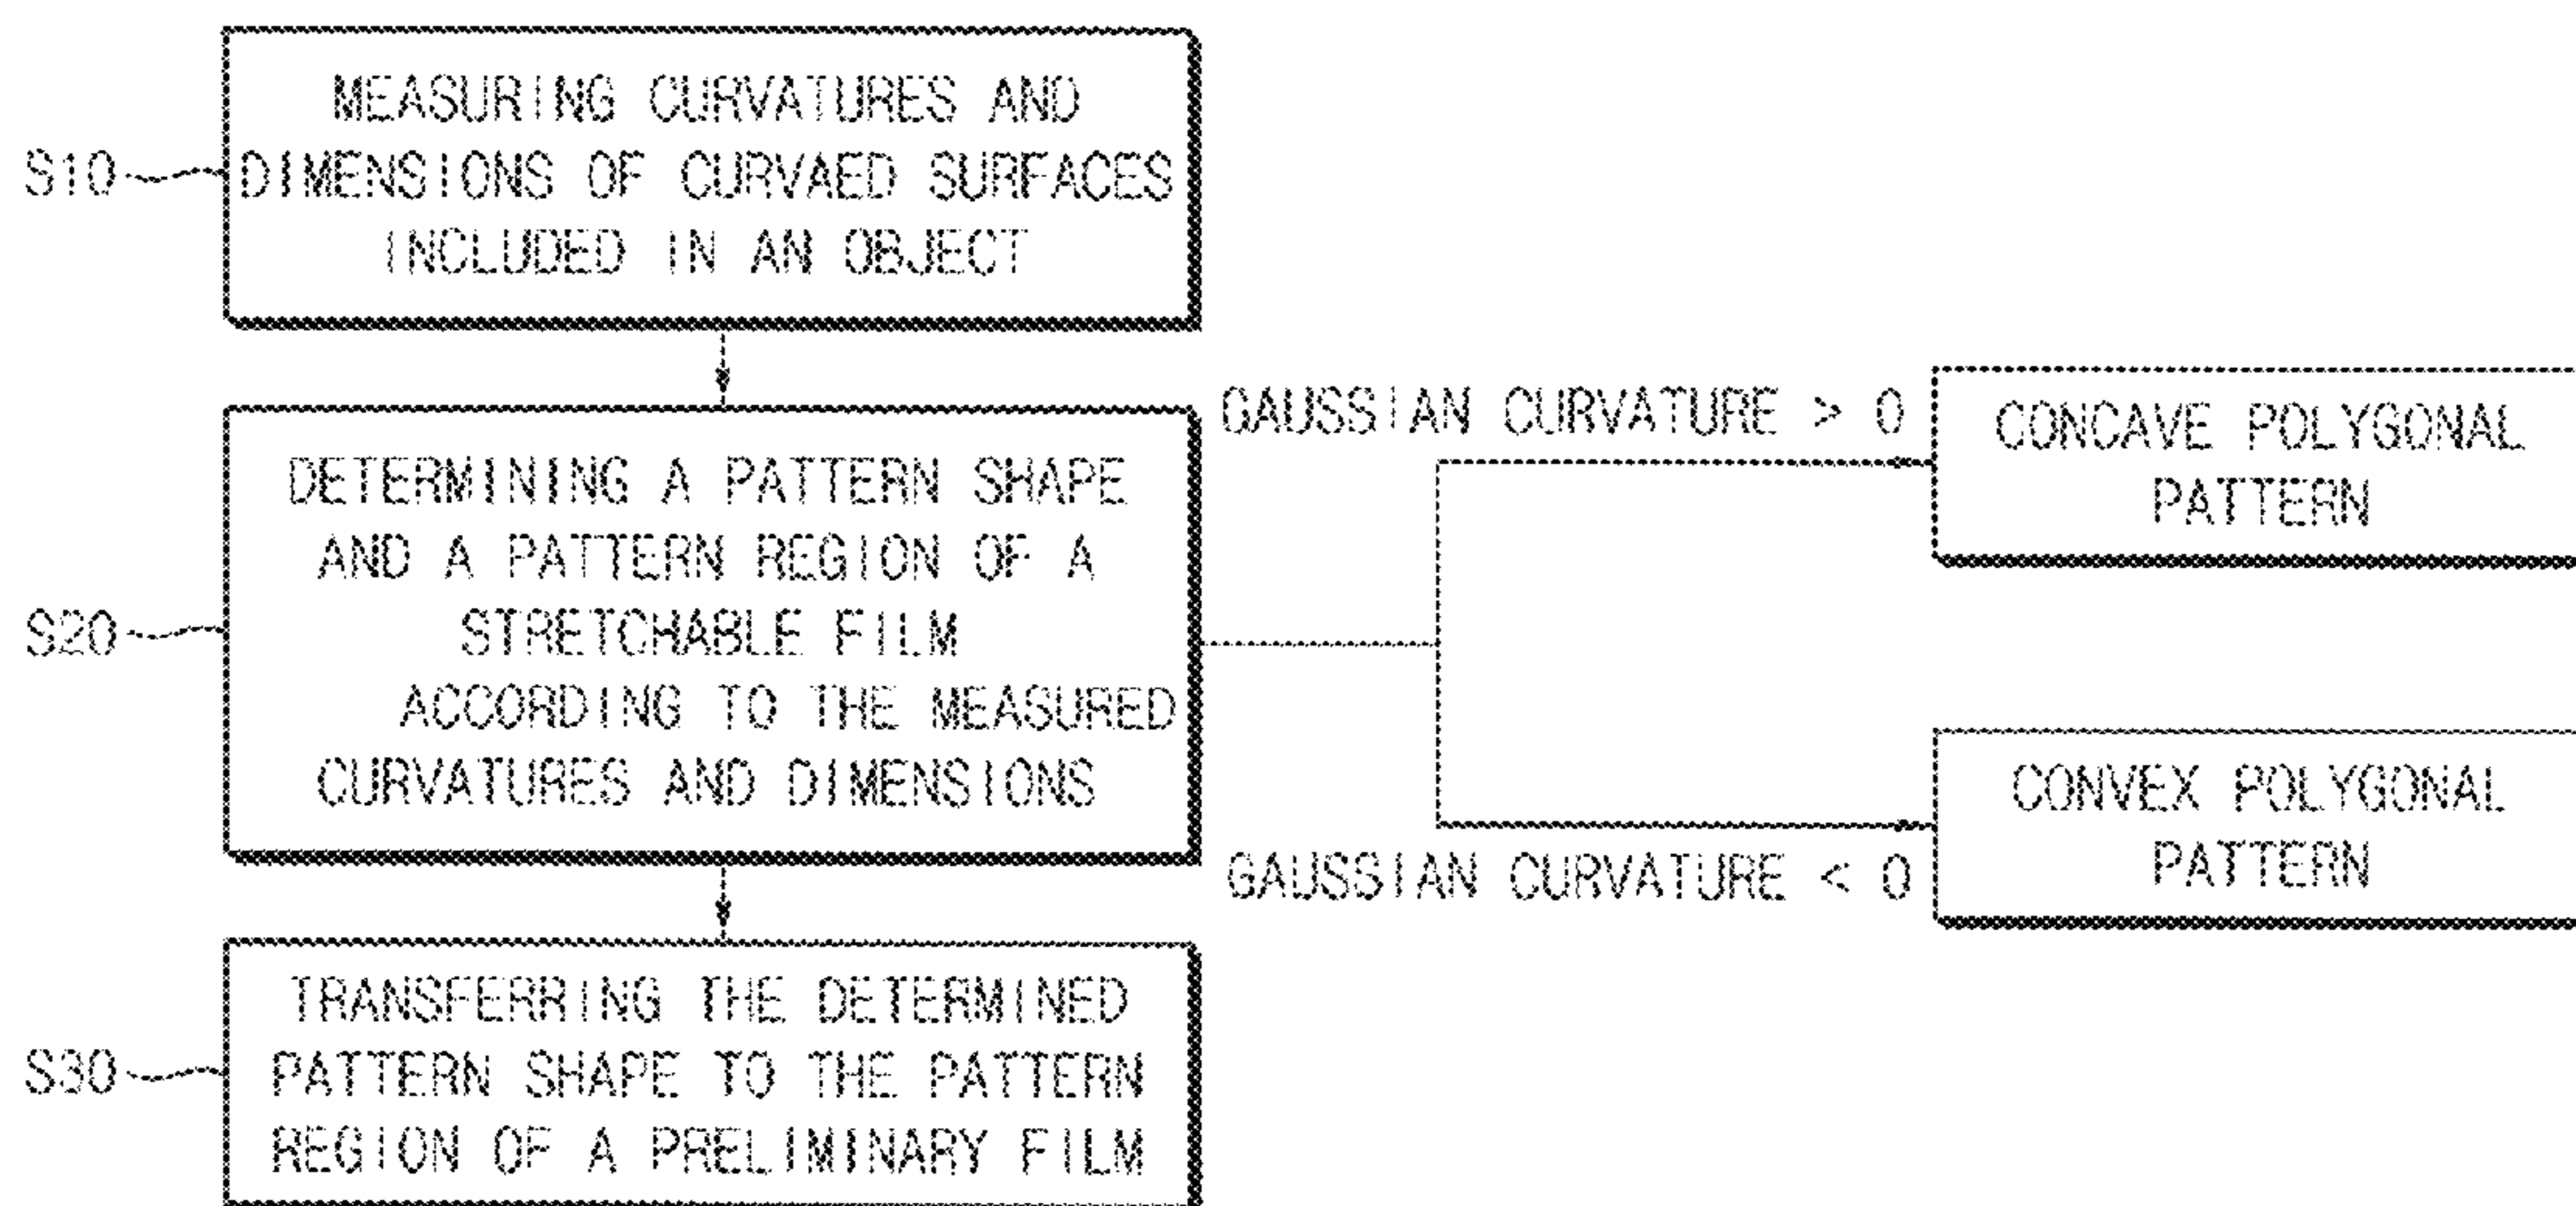 MEASURING CURVATURES AND
S10
DIMENSIONS OF CURVAED SURFACES
INCLUDED IN AN OBJECT
GAUSSIAN CURVATURE > 0
CONCAVE POLYGONAL
PATTERN
DETERMINING A PATTERN SHAPE
AND A PATTERN REGION OF A
S20
STRETCHABLE FILM
ACCORDING TO THE MEASURED
CURVATURES AND DIMENSIONS
CONVEX POLYGONAL
PATTERN
GAUSSIAN CURVATURE < 0
TRANSFERRING THE DETERMINED
S30
PATTERN SHAPE TO THE PATTERN
REGION OF A PRELIMINARY FILM